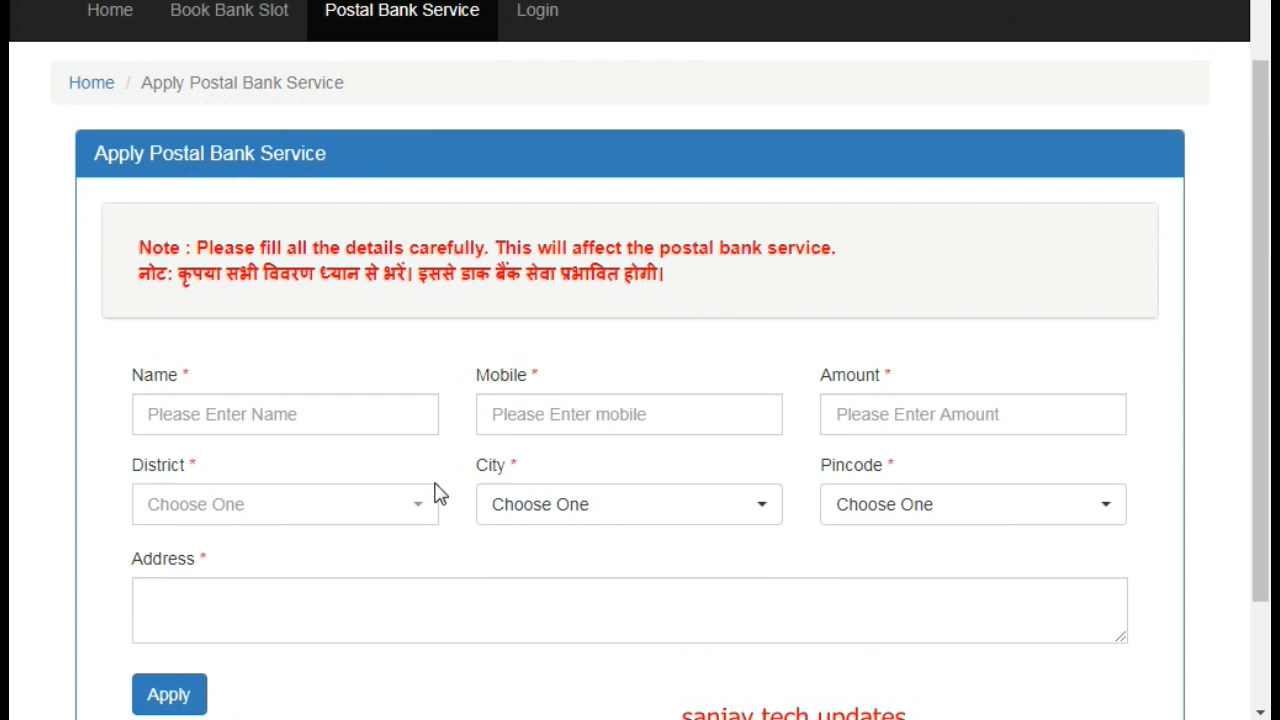 Home Book Bank Slot Postal Bank Service Login
Home / Apply Postal Bank Service
Apply Postal Bank Service
Note : Please fill all the details carefully. This will affect the postal bank service.
नोट: कृपया सभी विवरण ध्यान से भरें। इससे डाक बैंक सेवा प्रभावित होगी।
Name * Mobile * Amount *
Please Enter Name Please Enter mobile Please Enter Amount
District * City * Pincode *
Choose One Choose One Choose One
Address *
Apply
sanjay tech updates